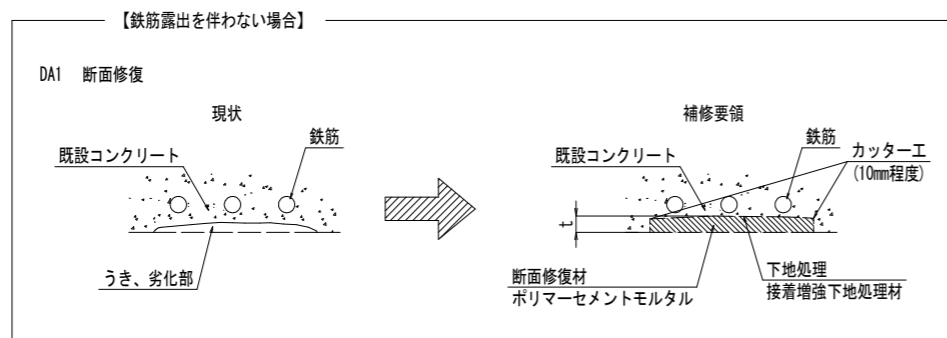 【鉄筋露出を伴わない場合】
DA1 断面修復
現状
鉄筋
既設コンクリート
うき、劣化部
補修要領
鉄筋
既設コンクリート
カッター工
(10mm程度)
t
断面修復材
ポリマーセメントモルタル
下地処理
接着増強下地処理材